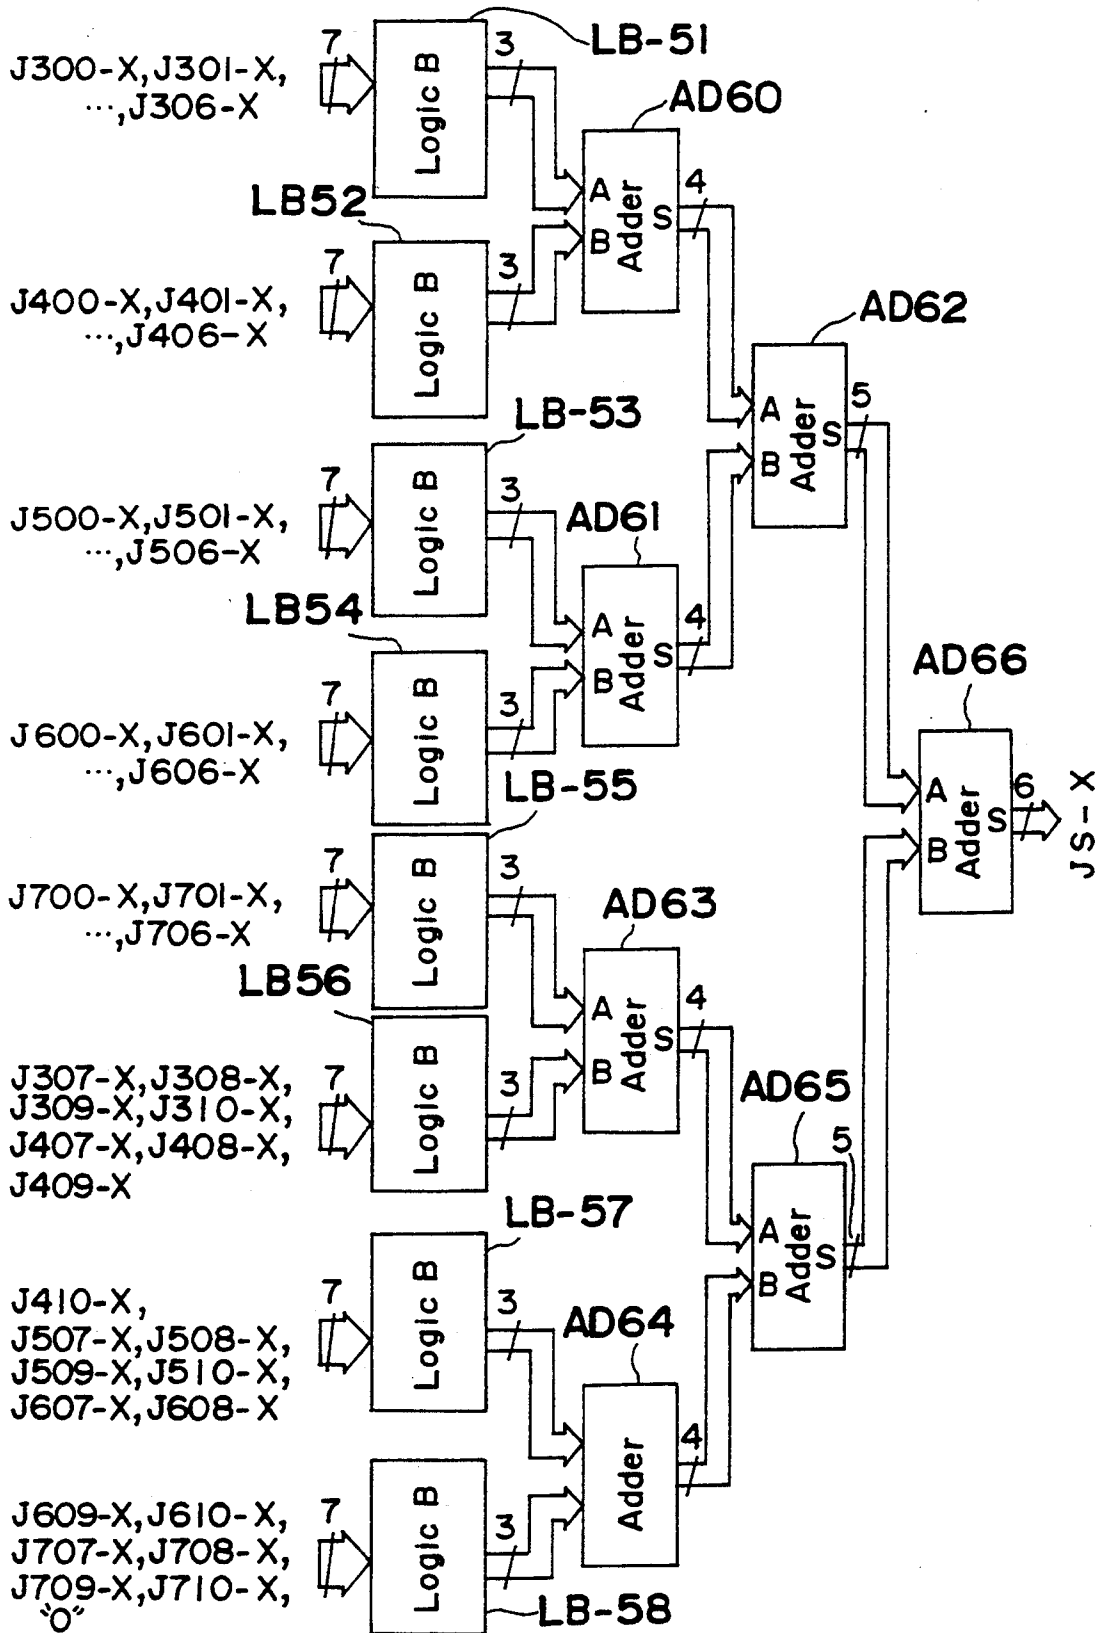 LB-51
7
3
J300-X,J301-X,
…,J306-X
Logic B
AD60
LB52
A
B
S
Adder
4
7
3
J400-X,J401-X,
…,J406-X
Logic B
AD62
LB-53
A
B
S
Adder
5
7
3
J500-X,J501-X,
…,J506-X
Logic B
AD61
LB54
A
B
S
Adder
4
7
3
J600-X,J601-X,
…,J606-X
Logic B
AD66
LB-55
A
B
S
Adder
6
JS-X
7
3
J700-X,J701-X,
…,J706-X
Logic B
AD63
LB56
A
B
S
Adder
4
J307-X,J308-X,
J309-X,J310-X,
J407-X,J408-X,
J409-X
7
3
Logic B
AD65
LB-57
A
B
S
Adder
5
J410-X,
J507-X,J508-X,
J509-X,J510-X,
J607-X,J608-X
7
3
Logic B
AD64
Adder
4
J609-X,J610-X,
J707-X,J708-X,
J709-X,J710-X,
"0"
7
3
Logic B
LB-58